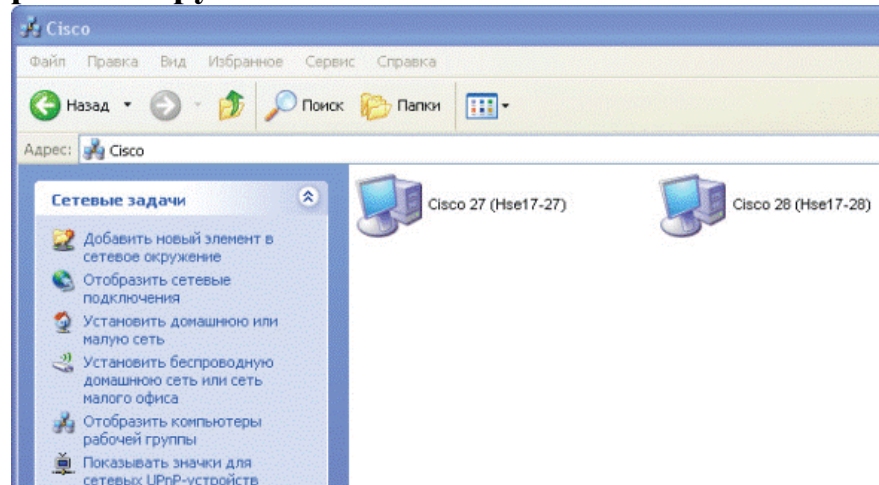 Cisco
Файл Правка Вид Избранное Сервис Справка
Назад Поиск Папки
Адрес: Cisco
Сетевые задачи
Добавить новый элемент в
сетевое окружение
Отобразить сетевые
подключения
Установить домашнюю или
малую сеть
Установить беспроводную
домашнюю сеть или сеть
малого офиса
Отобразить компьютеры
рабочей группы
Показывать значки для
сетевых UPnP-устройств
Cisco 27 (Hse17-27)
Cisco 28 (Hse17-28)